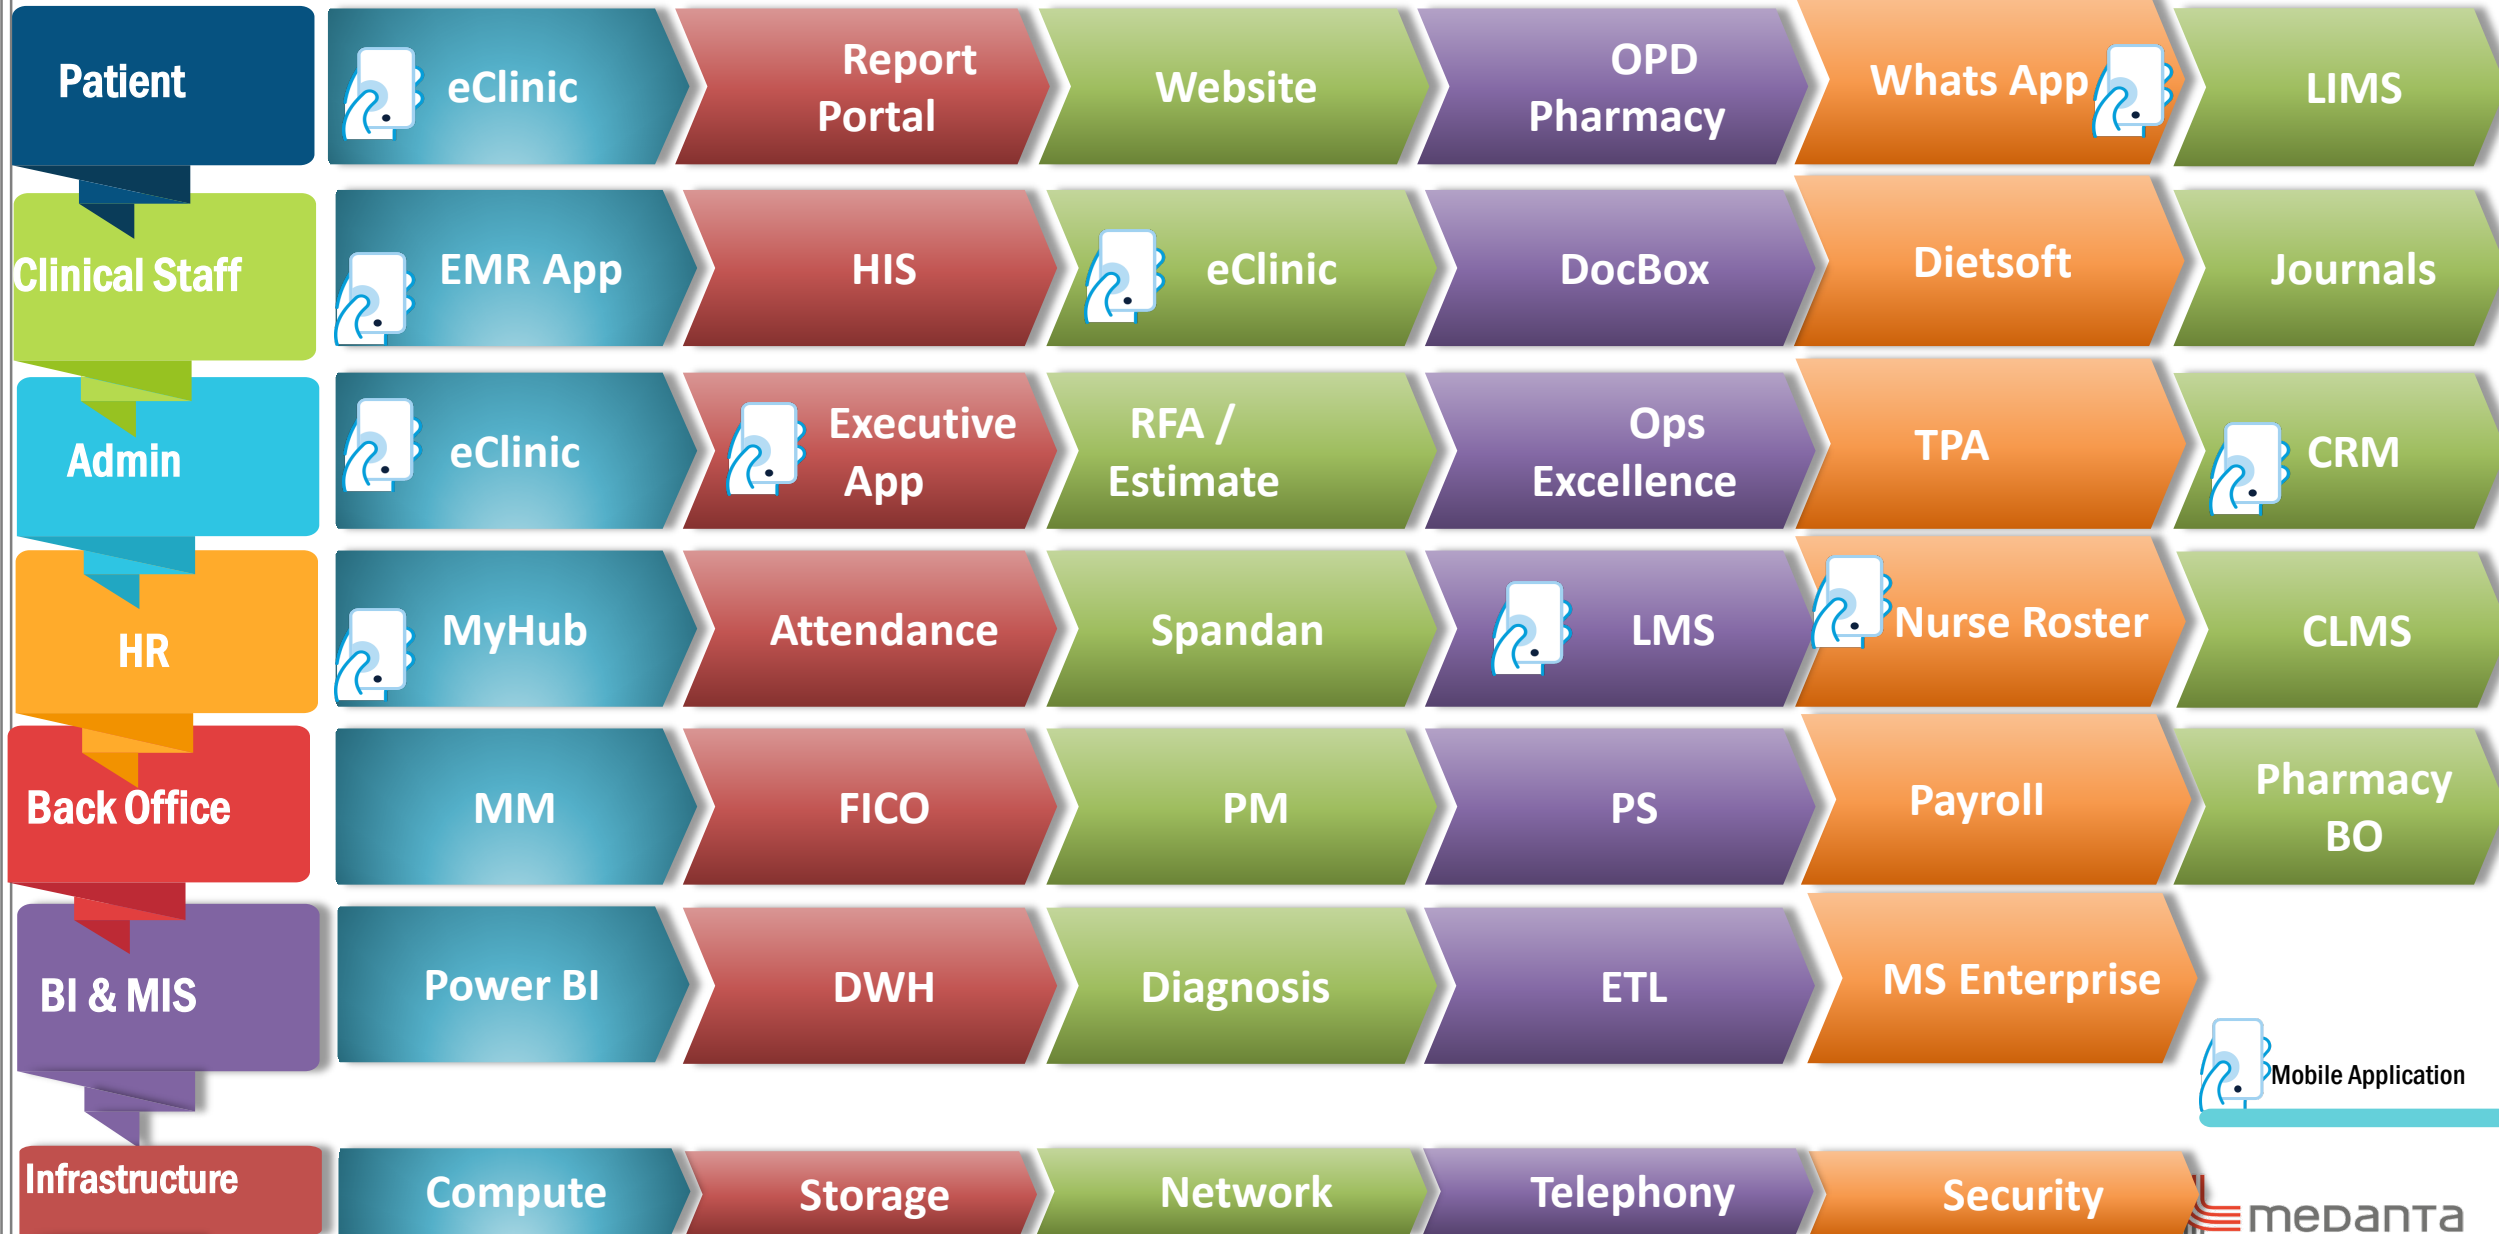 Patient
eClinic
Report
Portal
Website
OPD
Pharmacy
Whats App
LIMS
Clinical Staff
EMR App
HIS
eClinic
DocBox
Dietsoft
Journals
Admin
eClinic
Executive
App
RFA /
Estimate
Ops
Excellence
TPA
CRM
HR
MyHub
Attendance
Spandan
LMS
Nurse Roster
CLMS
Back Office
MM
FICO
PM
PS
Payroll
Pharmacy
BO
BI & MIS
Power BI
DWH
Diagnosis
ETL
MS Enterprise
Mobile Application
Infrastructure
Compute
Storage
Network
Telephony
Security
medanta